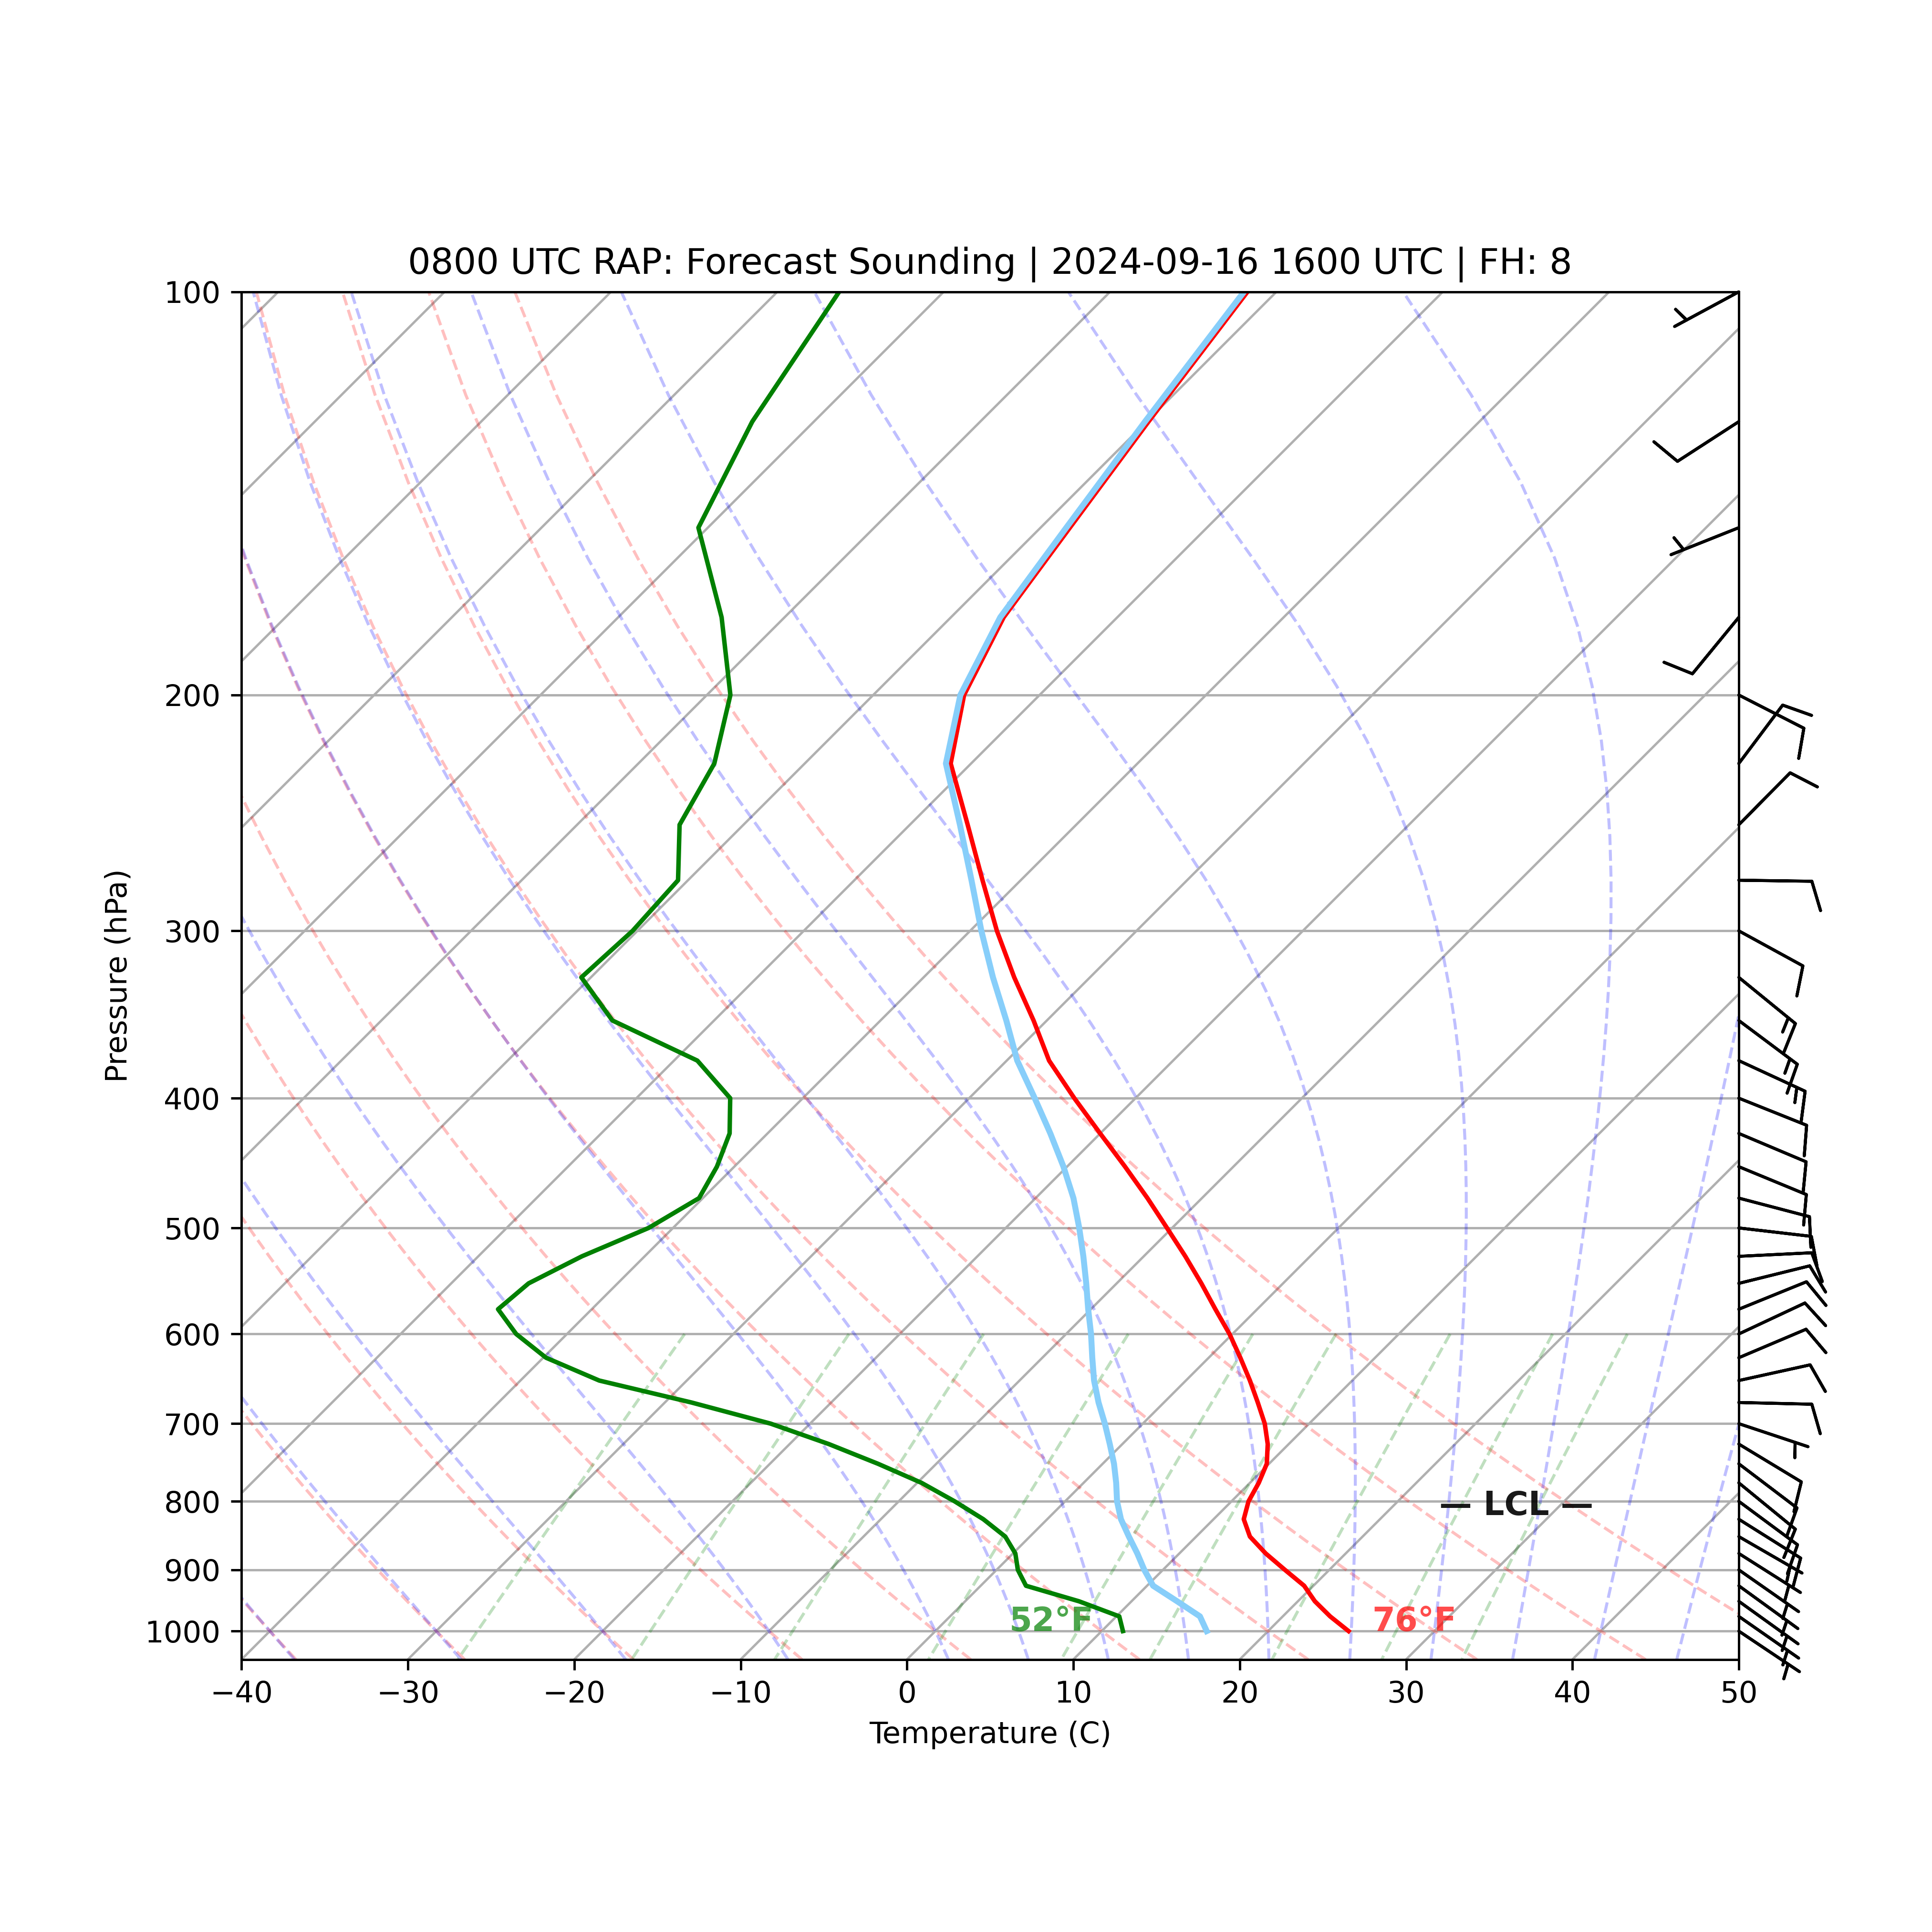 0800 UTC RAP: Forecast Sounding | 2024-09-16 1600 UTC | FH: 8
100
200
300
400
500
600
700
800
900
1000
Pressure (hPa)
— LCL —
52°F
76°F
−40 −30 −20 −10 0 10 20 30 40 50
Temperature (C)